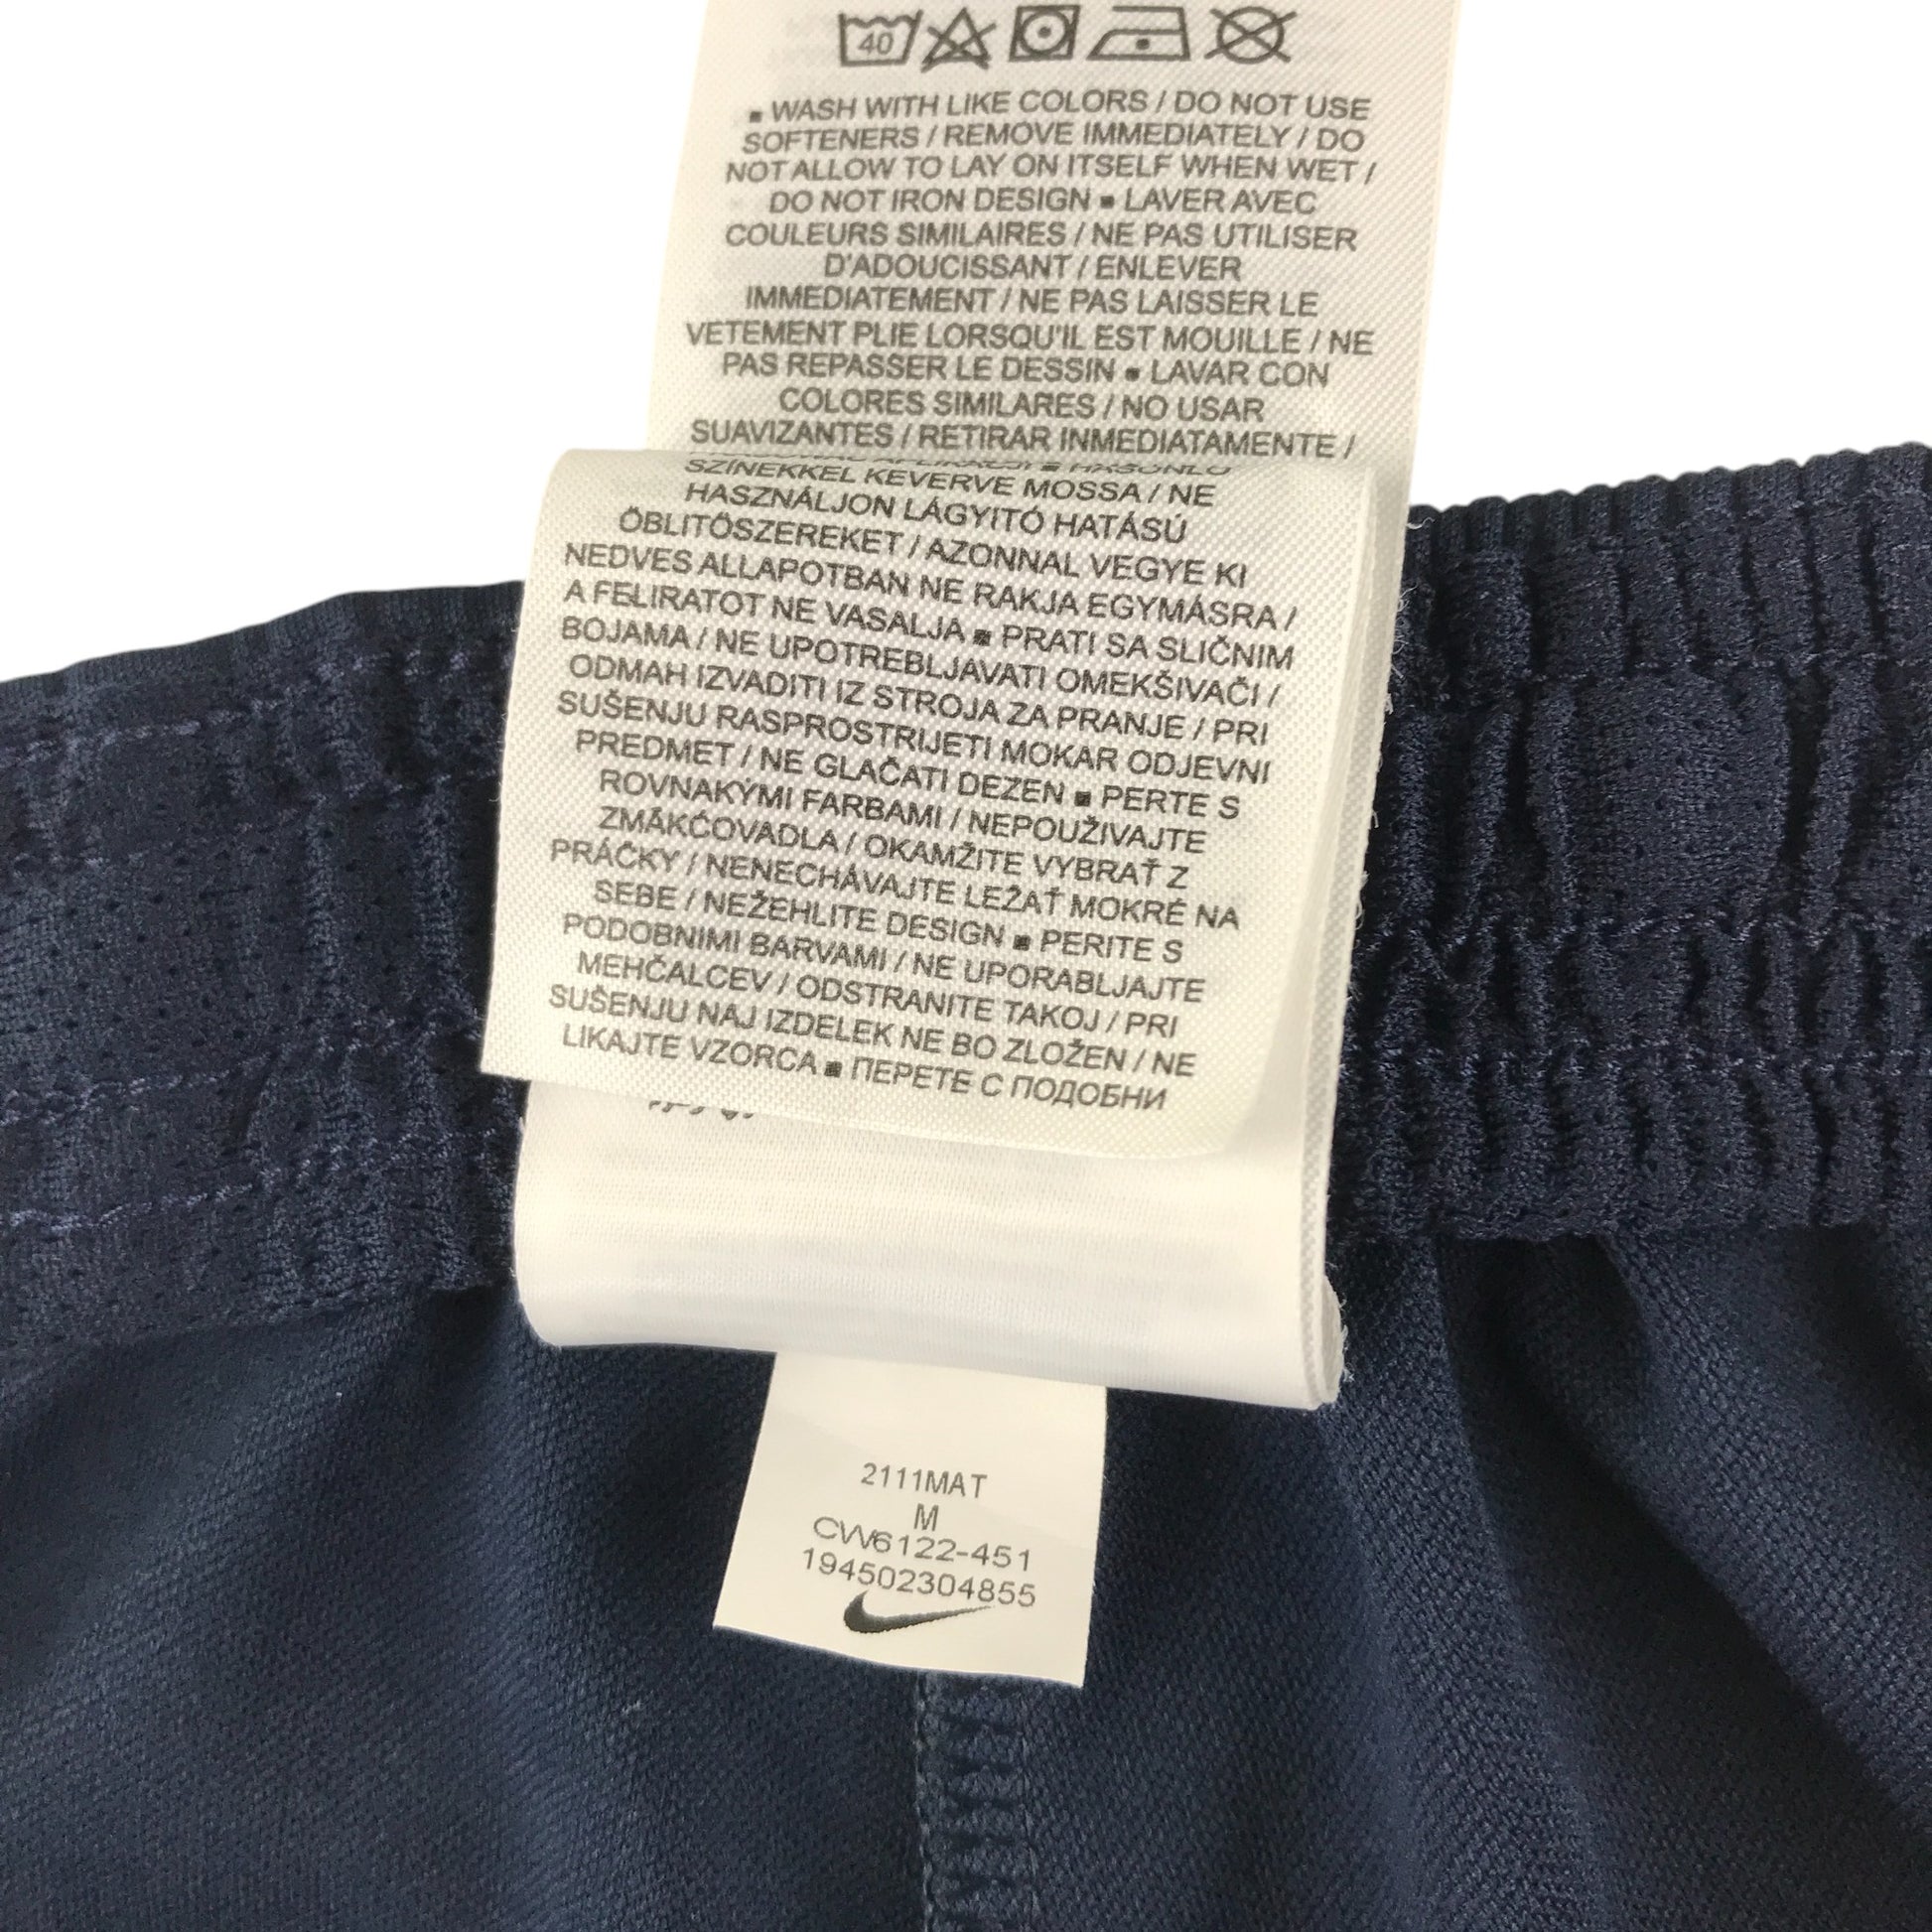 40
▪ WASH WITH LIKE COLORS / DO NOT USE
SOFTENERS / REMOVE IMMEDIATELY / DO
NOT ALLOW TO LAY ON ITSELF WHEN WET /
DO NOT IRON DESIGN ▪ LAVER AVEC
COULEURS SIMILAIRES / NE PAS UTILISER
D'ADOUCISSANT / ENLEVER
IMMEDIATEMENT / NE PAS LAISSER LE
VETEMENT PLIE LORSQU'IL EST MOUILLE / NE
PAS REPASSER LE DESSIN ▪ LAVAR CON
COLORES SIMILARES / NO USAR
SUAVIZANTES / RETIRAR INMEDIATAMENTE /
SZÍNEKKEL KEVERVE MOSSA / NE
HASZNÁLJON LÁGYITÓ HATÁSÚ
ÖBLITÖSZEREKET / AZONNAL VEGYE KI
NEDVES ALLAPOTBAN NE RAKJA EGYMÁSRA /
A FELIRATOT NE VASALJA ▪ PRATI SA SLIČNIM
BOJAMA / NE UPOTREBLJAVATI OMEKŠIVAČI /
ODMAH IZVADITI IZ STROJA ZA PRANJE / PRI
SUŠENJU RASPROSTRIJETI MOKAR ODJEVNI
PREDMET / NE GLAČATI DEZEN ▪ PERTE S
ROVNAKÝMI FARBAMI / NEPOUŽIVAJTE
ZMÄKČOVADLA / OKAMŽITE VYBRAŤ Z
PRÁČKY / NENECHÁVAJTE LEŽAŤ MOKRÉ NA
SEBE / NEŽEHLITE DESIGN ▪ PERITE S
PODOBNIMI BARVAMI / NE UPORABLJAJTE
MEHČALCEV / ODSTRANITE TAKOJ / PRI
SUŠENJU NAJ IZDELEK NE BO ZLOŽEN / NE
LIKAJTE VZORCA ▪ ПЕРЕТЕ С ПОДОБНИ
2111MAT
M
CW6122-451
194502304855